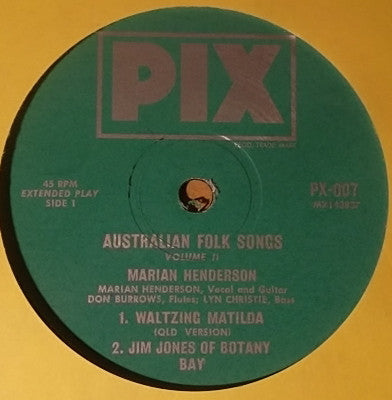 PIX
REGD. TRADE MARK
45 RPM
EXTENDED PLAY
SIDE 1
PX-007
AUSTRALIAN FOLK SONGS
VOLUME II
MARIAN HENDERSON
MARIAN HENDERSON, Vocal and Guitar
DON BURROWS, Flutes; LYN CHRISTIE, Bass
1. WALTZING MATILDA
(QLD VERSION)
2. JIM JONES OF BOTANY
BAY